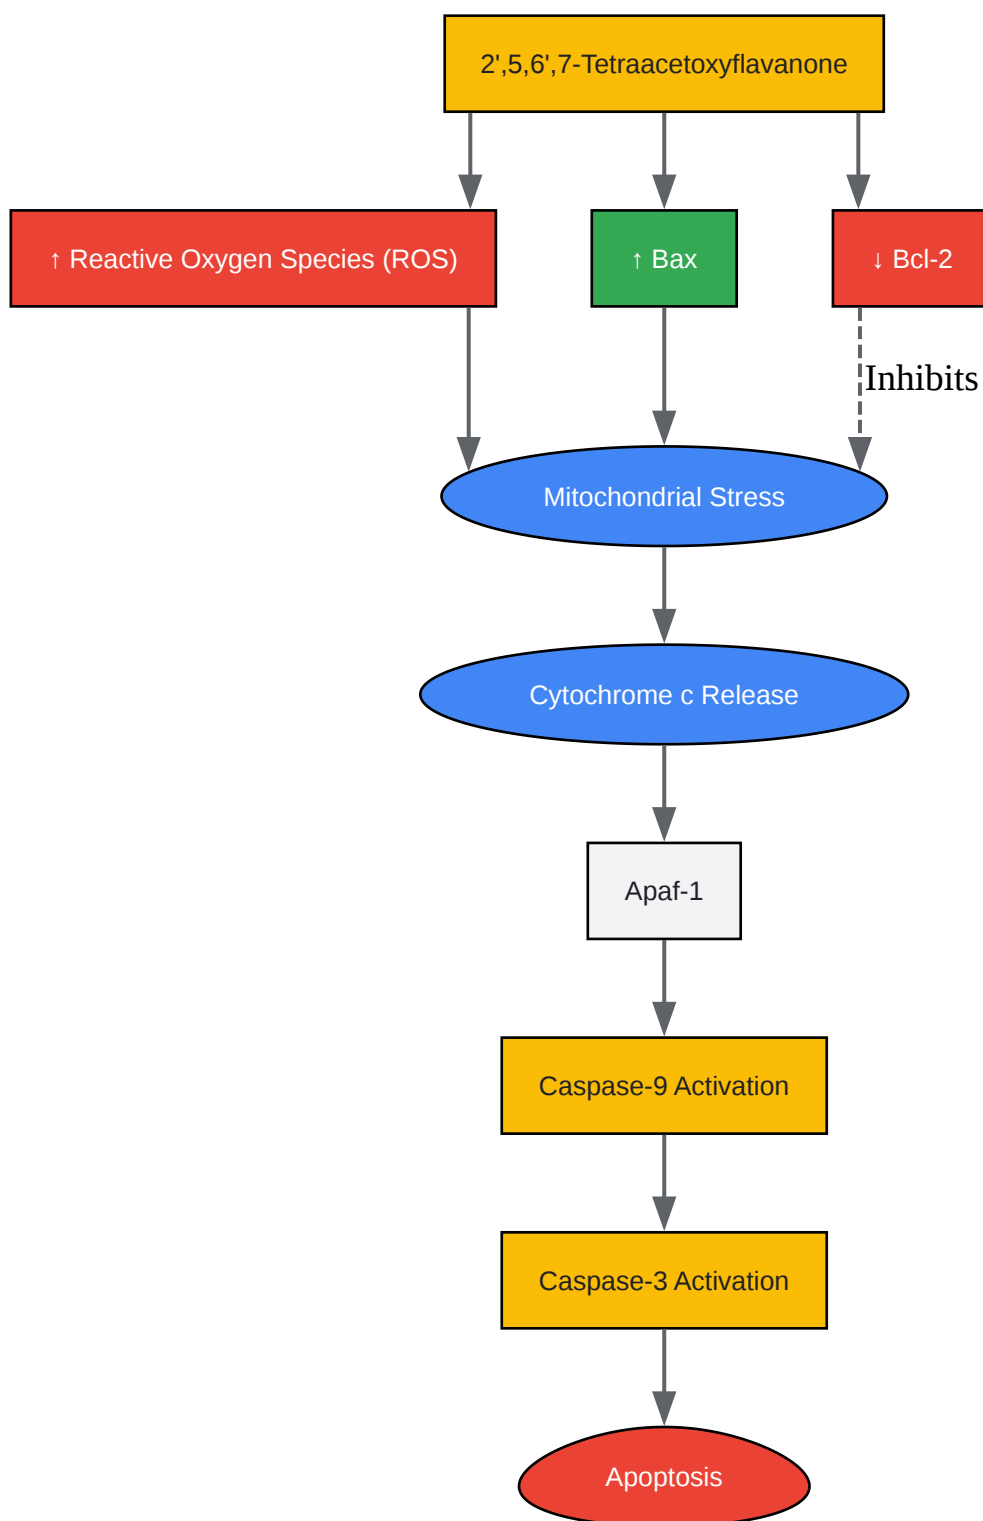 2',5,6',7-Tetraacetoxyflavanone
↑ Reactive Oxygen Species (ROS)
↑ Bax
↓ Bcl-2
Inhibits
Mitochondrial Stress
Cytochrome c Release
Apaf-1
Caspase-9 Activation
Caspase-3 Activation
Apoptosis